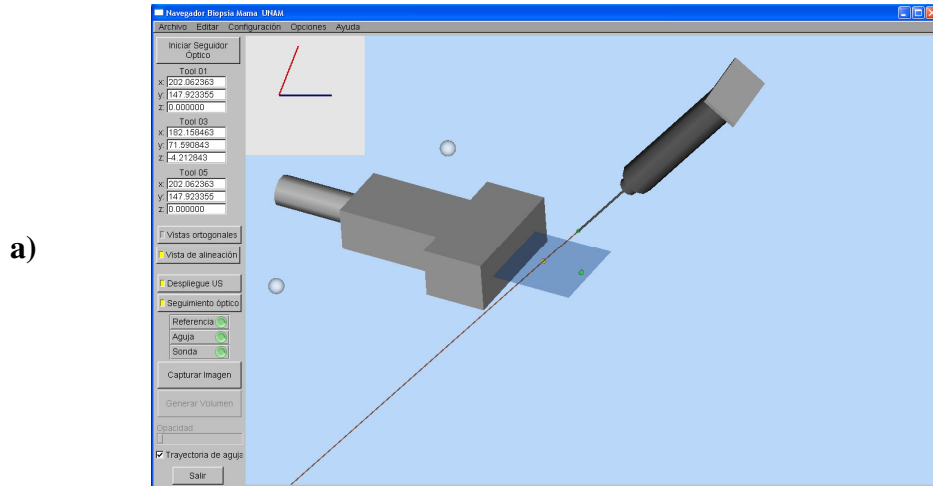 Navegador Biopsia Mama UNAM
Archivo Editar Configuración Opciones Ayuda
Iniciar Seguidor
Óptico
Tool 01
x: 202.062363
y: 147.923355
z: 0.000000
Tool 03
x: 182.158463
y: 71.590843
z: -4.212843
Tool 05
x: 202.062363
y: 147.923355
z: 0.000000
Vistas ortogonales
a)
Vista de alineación
Despliegue US
Seguimiento óptico
Referencia
Aguja
Sonda
Capturar Imagen
Generar Volumen
Opacidad
Trayectoria de aguja
Salir